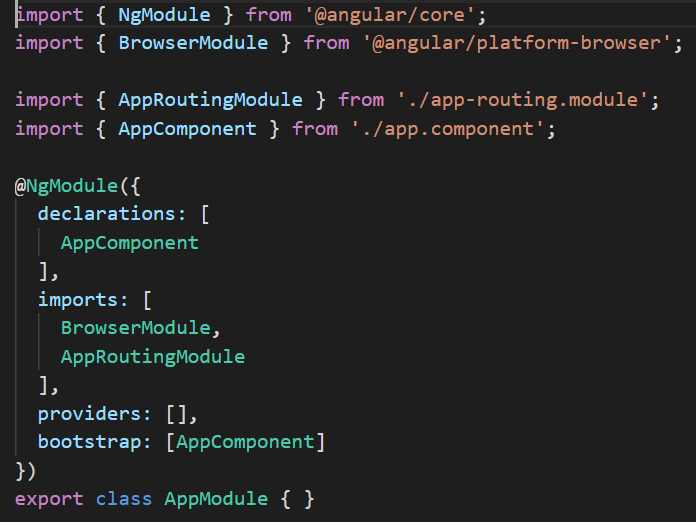 import { NgModule } from '@angular/core';
import { BrowserModule } from '@angular/platform-browser';

import { AppRoutingModule } from './app-routing.module';
import { AppComponent } from './app.component';

@NgModule({
  declarations: [
    AppComponent
  ],
  imports: [
    BrowserModule,
    AppRoutingModule
  ],
  providers: [],
  bootstrap: [AppComponent]
})
export class AppModule { }